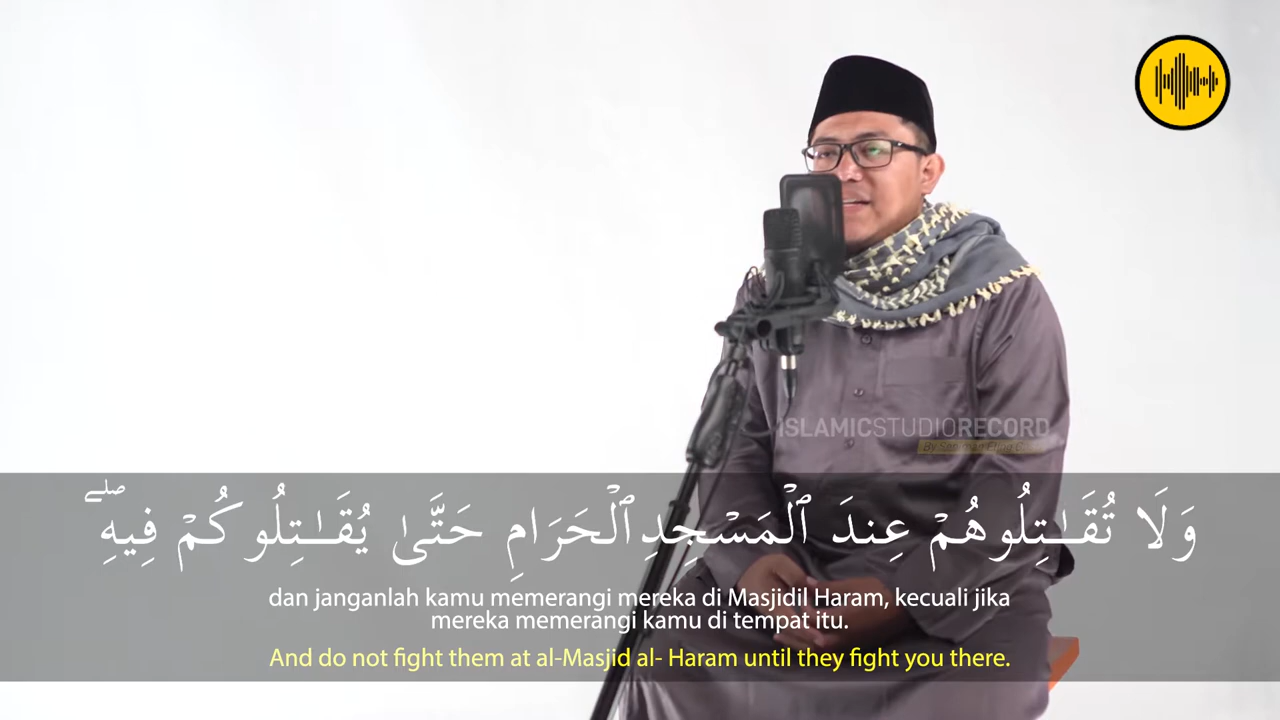 ISLAMICSTUDIORECORD
وَلَا تُقَـٰتِلُوهُمْ عِندَ ٱلْمَسْجِدِ ٱلْحَرَامِ حَتَّىٰ يُقَـٰتِلُوكُمْ فِيهِ ۖ
dan janganlah kamu memerangi mereka di Masjidil Haram, kecuali jika
mereka memerangi kamu di tempat itu.
And do not fight them at al-Masjid al- Haram until they fight you there.